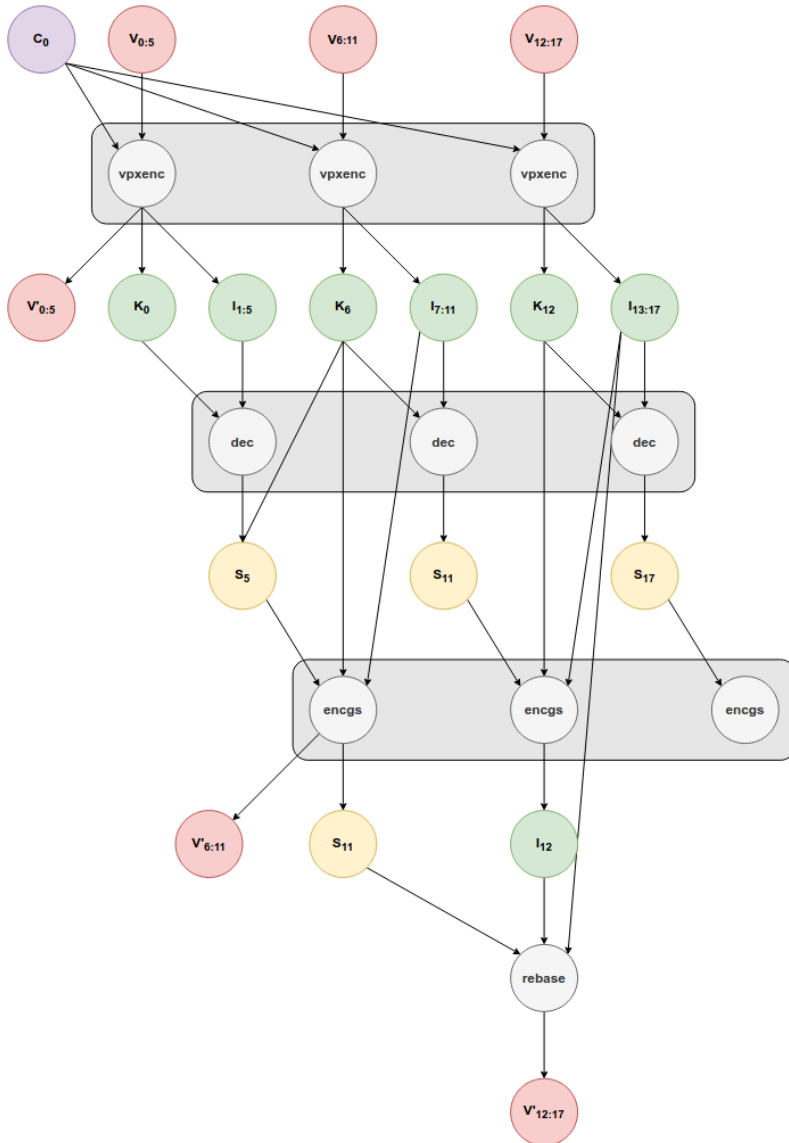 C0 V0:5 V6:11 V12:17
vpxenc vpxenc vpxenc
V'0:5 K0 I1:5 K6 I7:11 K12 I13:17
dec dec dec
S5 S11 S17
encgs encgs encgs
V'6:11 S11 I12
rebase
V'12:17